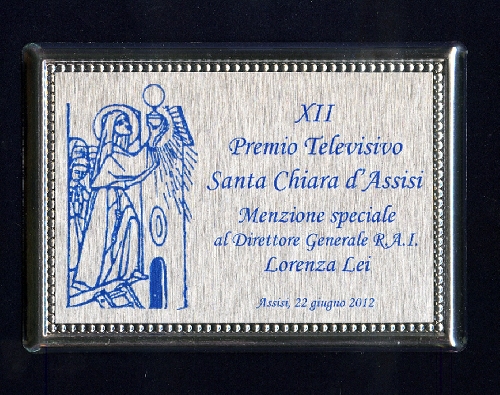 XII
Premio Televisivo
Santa Chiara d'Assisi
Menzione speciale
al Direttore Generale R.A.I.
Lorenza Lei
Assisi, 22 giugno 2012